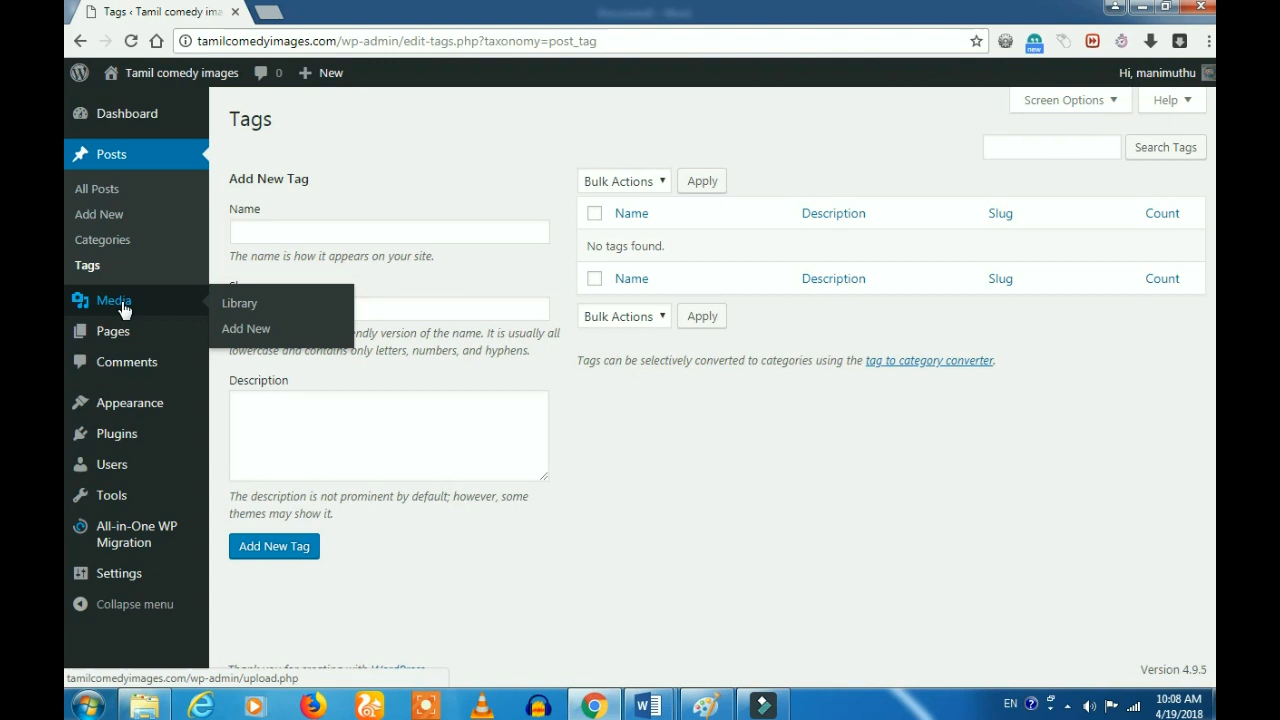 Tags ‹ Tamil comedy ima
tamilcomedyimages.com/wp-admin/edit-tags.php?taxonomy=post_tag
new
Tamil comedy images
0
New
Hi, manimuthu
Dashboard
Posts
All Posts
Add New
Categories
Tags
Media
Library
Add New
Pages
Comments
Appearance
Plugins
Users
Tools
All-in-One WP
Migration
Settings
Collapse menu
Screen Options
Help
Tags
Search Tags
Add New Tag
Name
The name is how it appears on your site.
endly version of the name. It is usually all
lowercase and contains only letters, numbers, and hyphens.
Description
The description is not prominent by default; however, some
themes may show it.
Add New Tag
Bulk Actions
Apply
Name
Description
Slug
Count
No tags found.
Name
Description
Slug
Count
Bulk Actions
Apply
Tags can be selectively converted to categories using the tag to category converter.
Thank you for creating with WordPress
Version 4.9.5
tamilcomedyimages.com/wp-admin/upload.php
EN
10:08 AM
4/19/2018